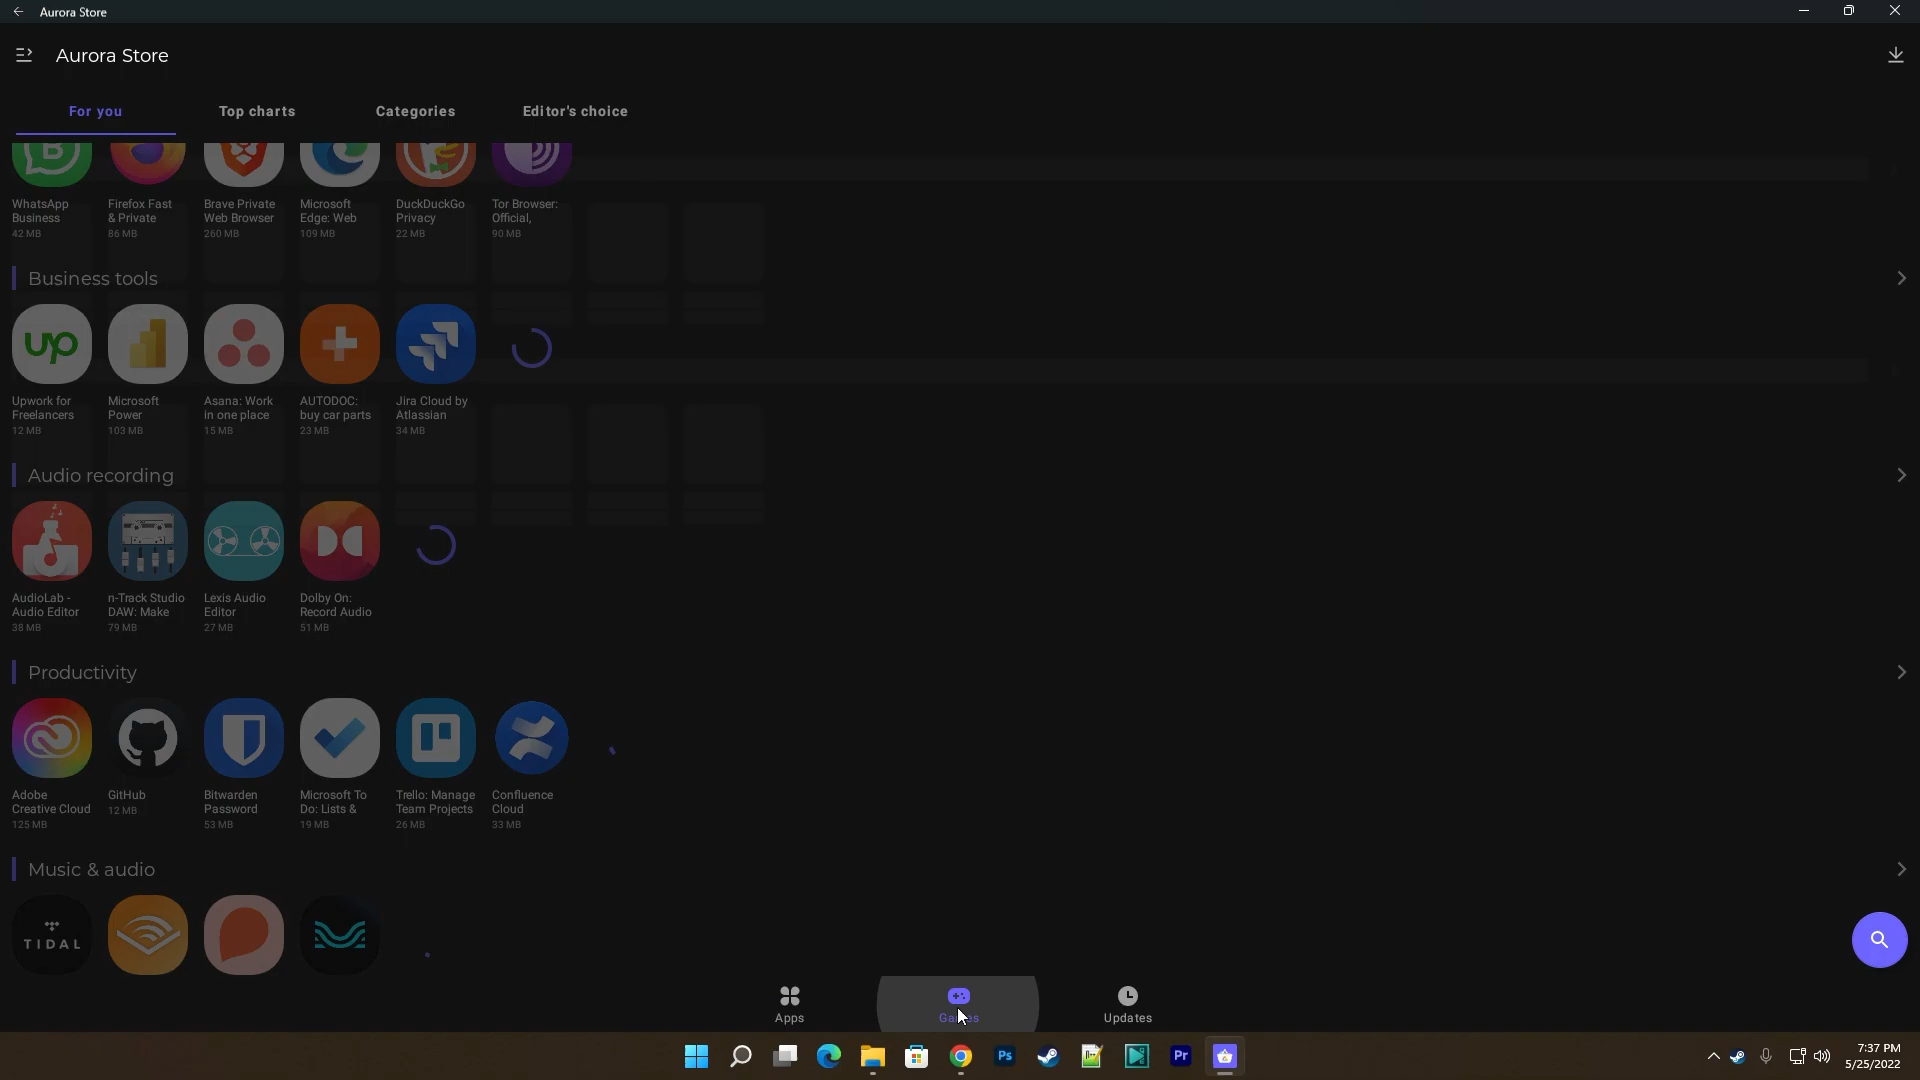 Aurora Store
Aurora Store
For you
Top charts
Categories
Editor's choice
WhatsApp
Business
42 MB
Firefox Fast
& Private
86 MB
Brave Private
Web Browser
260 MB
Microsoft
Edge: Web
109 MB
DuckDuckGo
Privacy
22 MB
Tor Browser:
Official,
90 MB
Business tools
up
Upwork for
Freelancers
12 MB
Microsoft
Power
103 MB
Asana: Work
in one place
15 MB
AUTODOC:
buy car parts
23 MB
Jira Cloud by
Atlassian
34 MB
Audio recording
AudioLab -
Audio Editor
38 MB
n-Track Studio
DAW: Make
79 MB
Lexis Audio
Editor
27 MB
Dolby On:
Record Audio
51 MB
Productivity
Adobe
Creative Cloud
125 MB
GitHub
12 MB
Bitwarden
Password
53 MB
Microsoft To
Do: Lists &
19 MB
Trello: Manage
Team Projects
26 MB
Confluence
Cloud
33 MB
Music & audio
TIDAL
Apps
Games
Updates
Ps
Pr
7:37 PM
5/25/2022